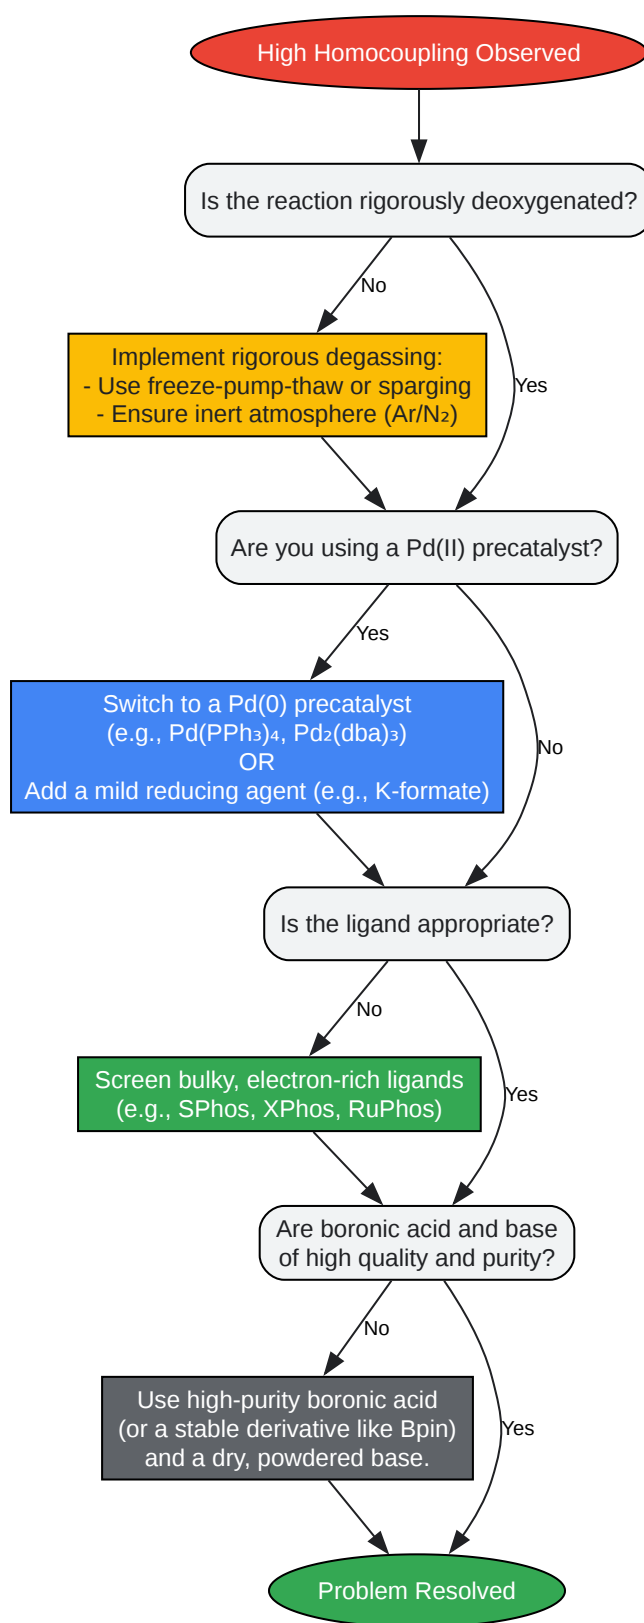 High Homocoupling Observed
Is the reaction rigorously deoxygenated?
No
Implement rigorous degassing:
- Use freeze-pump-thaw or sparging
- Ensure inert atmosphere (Ar/N₂)
Yes
Are you using a Pd(II) precatalyst?
Yes
Switch to a Pd(0) precatalyst
(e.g., Pd(PPh₃)₄, Pd₂(dba)₃)
OR
Add a mild reducing agent (e.g., K-formate)
No
Is the ligand appropriate?
No
Screen bulky, electron-rich ligands
(e.g., SPhos, XPhos, RuPhos)
Yes
Are boronic acid and base
of high quality and purity?
No
Use high-purity boronic acid
(or a stable derivative like Bpin)
and a dry, powdered base.
Yes
Problem Resolved